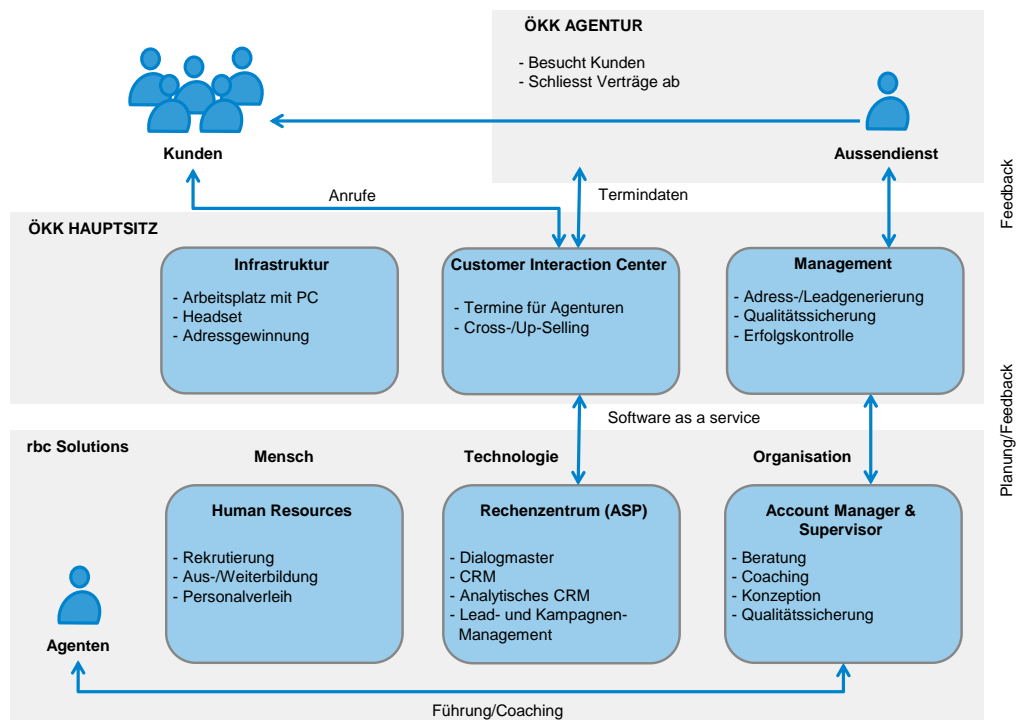 ÖKK AGENTUR
- Besucht Kunden
- Schliesst Verträge ab
Kunden
Aussendienst
Feedback
Anrufe
Termindaten
ÖKK HAUPTSITZ
Infrastruktur
- Arbeitsplatz mit PC
- Headset
- Adressgewinnung
Customer Interaction Center
- Termine für Agenturen
- Cross-/Up-Selling
Management
- Adress-/Leadgenerierung
- Qualitätssicherung
- Erfolgskontrolle
Software as a service
Planung/Feedback
rbc Solutions
Mensch
Technologie
Organisation
Human Resources
- Rekrutierung
- Aus-/Weiterbildung
- Personalverleih
Rechenzentrum (ASP)
- Dialogmaster
- CRM
- Analytisches CRM
- Lead- und Kampagnen-
Management
Account Manager &
Supervisor
- Beratung
- Coaching
- Konzeption
- Qualitätssicherung
Agenten
Führung/Coaching